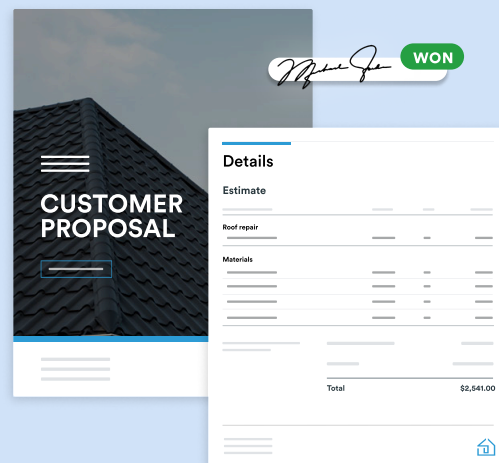 WON
CUSTOMER
PROPOSAL
Details
Estimate
Roof repair
Materials
Total $2,541.00